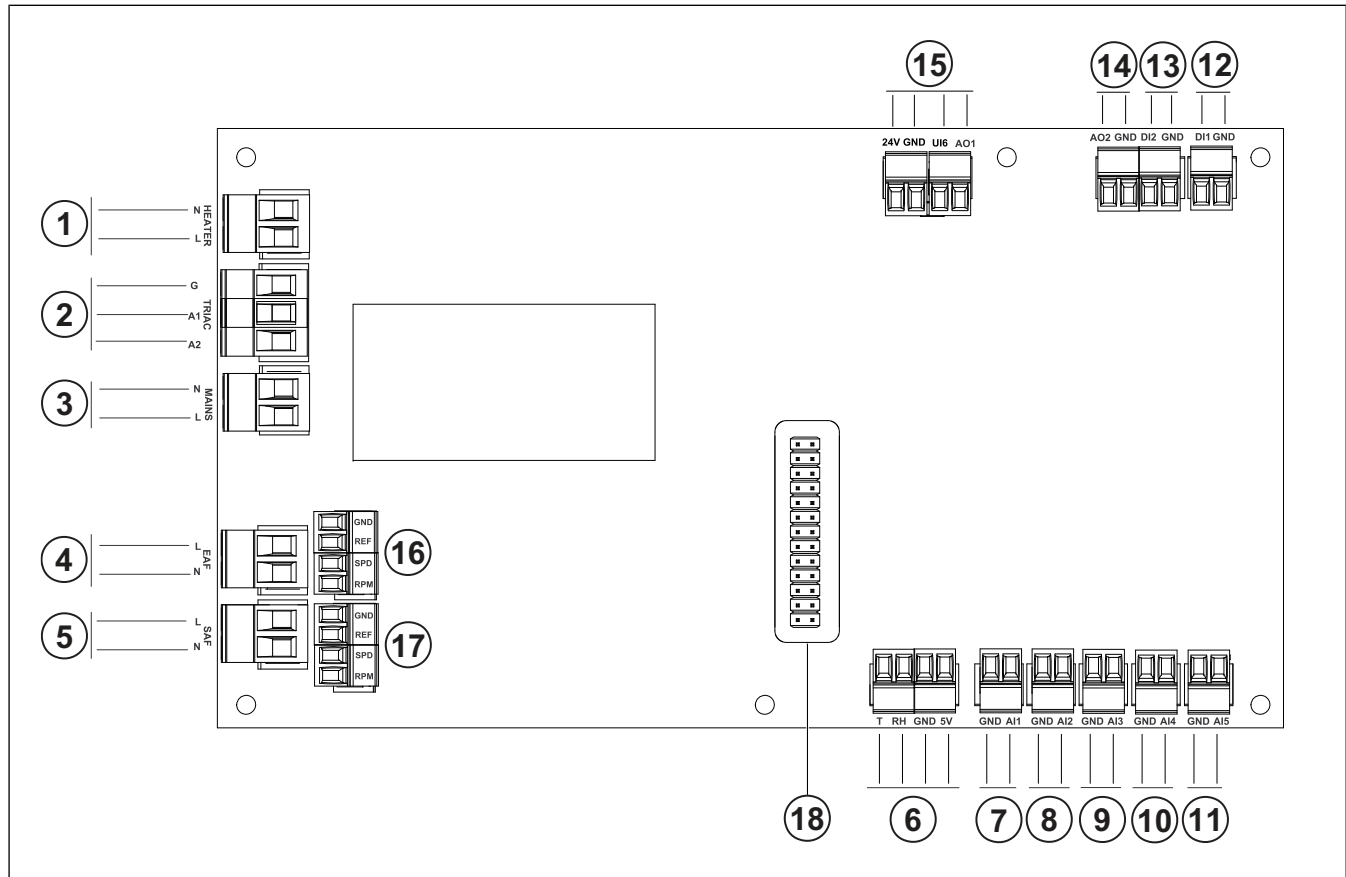 15 14 13 12
24V GND UI6 AO1
AO2 GND DI2 GND DI1 GND
1 N HEATER
L
2 G
A1 TRIAC
A2
3 N MAINS
L
4 L EAF
N
5 L SAF
N
GND
REF
SPD
RPM
16
GND
REF
SPD
RPM
17
T RH GND 5V GND AI1 GND AI2 GND AI3 GND AI4 GND AI5
18 6 7 8 9 10 11